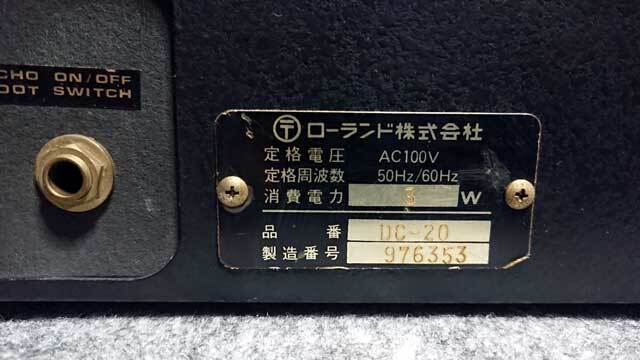 CHO ON/OFF
OOT SWITCH
〒 ローランド株式会社
定格電圧 AC100V
定格周波数 50Hz/60Hz
消費電力 3 W
品番 DC-20
製造番号 976353